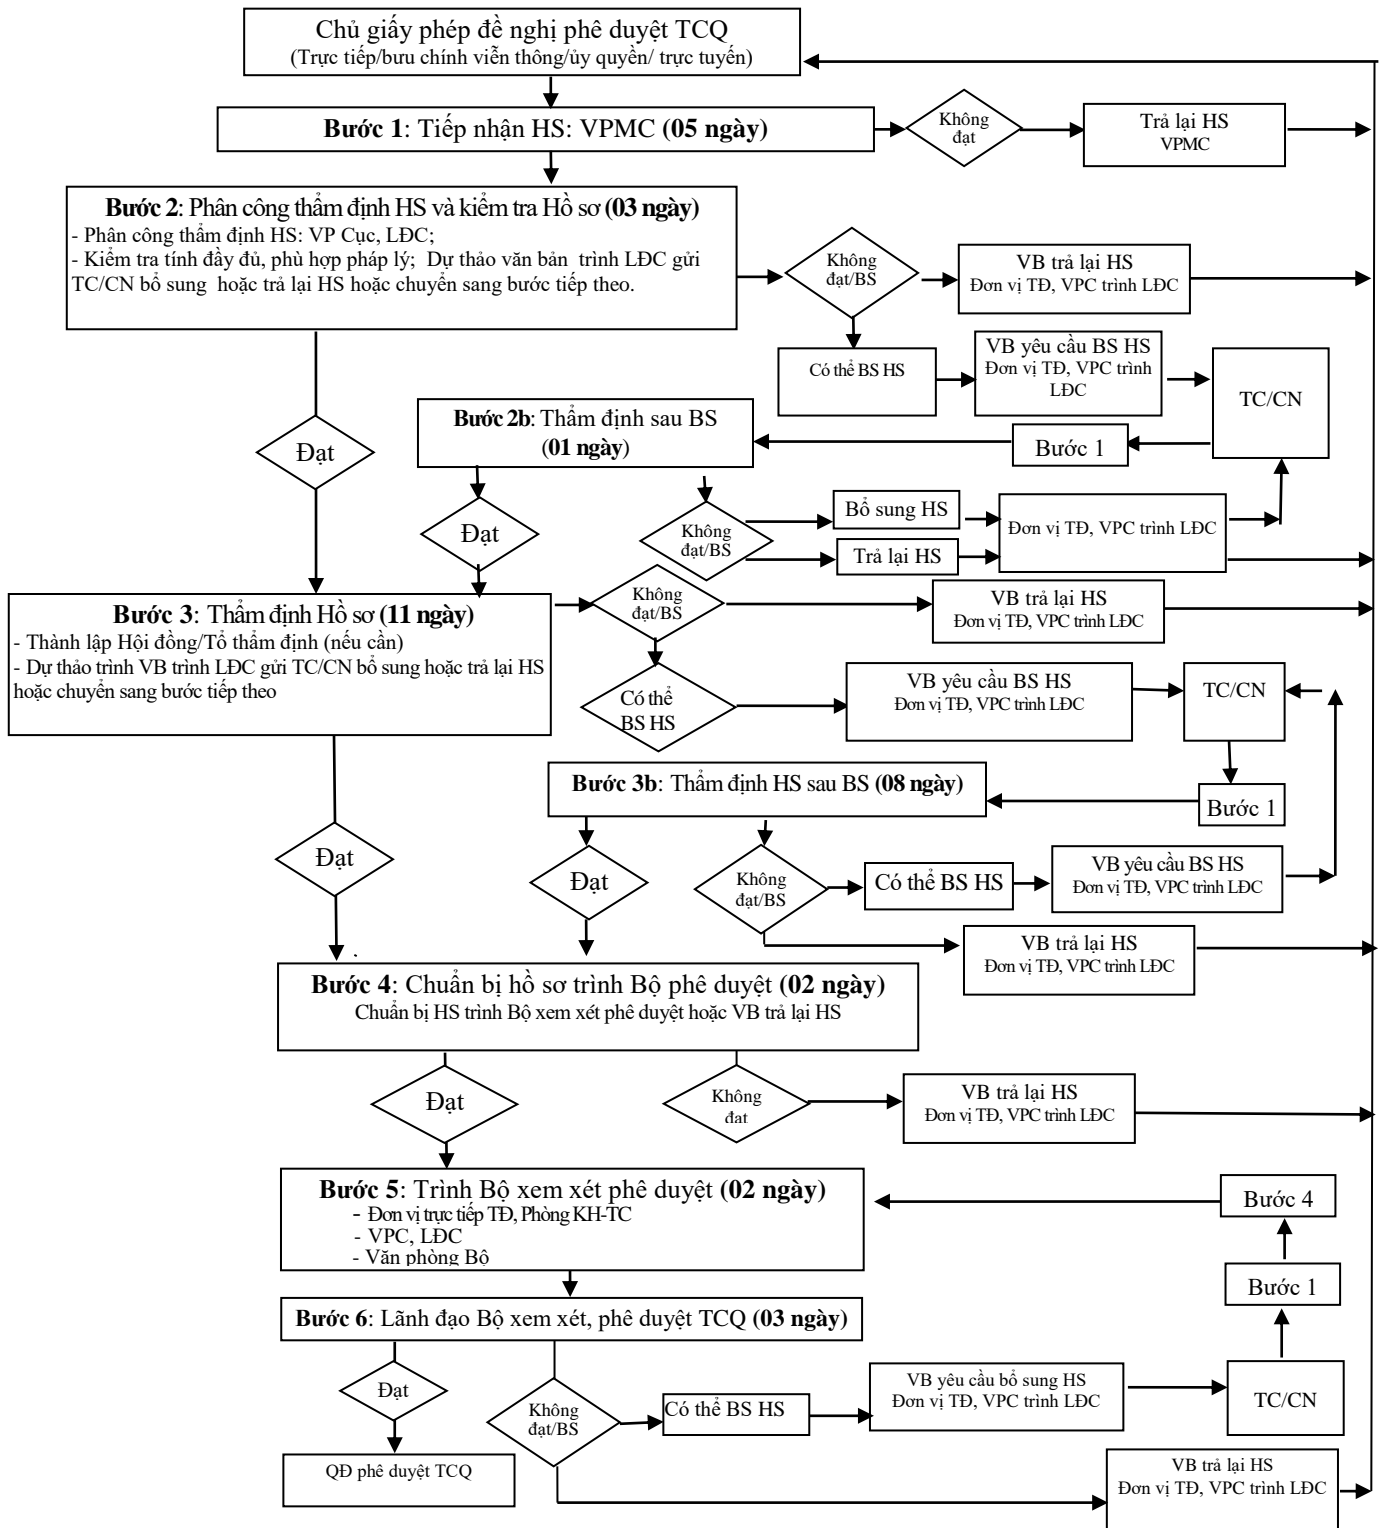 Chủ giấy phép đề nghị phê duyệt TCQ
(Trực tiếp/bưu chính viễn thông/ủy quyền/ trực tuyến)
Bước 1: Tiếp nhận HS: VPMC (05 ngày)
Không
đạt
Trả lại HS
VPMC
Bước 2: Phân công thẩm định HS và kiểm tra Hồ sơ (03 ngày)
- Phân công thẩm định HS: VP Cục, LĐC;
- Kiểm tra tính đầy đủ, phù hợp pháp lý; Dự thảo văn bản trình LĐC gửi
TC/CN bổ sung hoặc trả lại HS hoặc chuyển sang bước tiếp theo.
Không
đạt/BS
VB trả lại HS
Đơn vị TĐ, VPC trình LĐC
Có thể BS HS
VB yêu cầu BS HS
Đơn vị TĐ, VPC trình
LĐC
TC/CN
Đạt
Bước 2b: Thẩm định sau BS
(01 ngày)
Bước 1
Đạt
Không
đạt/BS
Bổ sung HS
Trả lại HS
Đơn vị TĐ, VPC trình LĐC
Bước 3: Thẩm định Hồ sơ (11 ngày)
- Thành lập Hội đồng/Tổ thẩm định (nếu cần)
- Dự thảo trình VB trình LĐC gửi TC/CN bổ sung hoặc trả lại HS
hoặc chuyển sang bước tiếp theo
Không
đạt/BS
VB trả lại HS
Đơn vị TĐ, VPC trình LĐC
Có thể
BS HS
VB yêu cầu BS HS
Đơn vị TĐ, VPC trình LĐC
TC/CN
Bước 3b: Thẩm định HS sau BS (08 ngày)
Bước 1
Đạt
Đạt
Không
đạt/BS
Có thể BS HS
VB yêu cầu BS HS
Đơn vị TĐ, VPC trình LĐC
VB trả lại HS
Đơn vị TĐ, VPC trình LĐC
Bước 4: Chuẩn bị hồ sơ trình Bộ phê duyệt (02 ngày)
Chuẩn bị HS trình Bộ xem xét phê duyệt hoặc VB trả lại HS
Đạt
Không
đạt
VB trả lại HS
Đơn vị TĐ, VPC trình LĐC
Bước 5: Trình Bộ xem xét phê duyệt (02 ngày)
- Đơn vị trực tiếp TĐ, Phòng KH-TC
- VPC, LĐC
- Văn phòng Bộ
Bước 4
Bước 1
Bước 6: Lãnh đạo Bộ xem xét, phê duyệt TCQ (03 ngày)
Đạt
Không
đạt/BS
Có thể BS HS
VB yêu cầu bổ sung HS
Đơn vị TĐ, VPC trình LĐC
TC/CN
QĐ phê duyệt TCQ
VB trả lại HS
Đơn vị TĐ, VPC trình LĐC